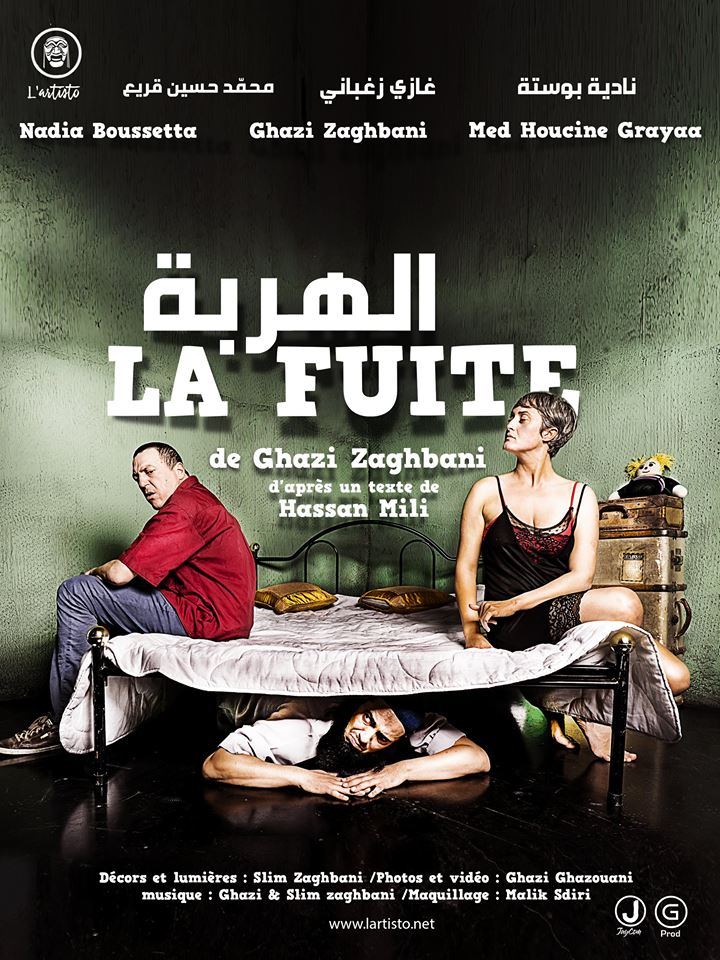 L'artisto
محمّد حسين قريع غازي زغباني نادية بوستة
Nadia Boussetta Ghazi Zaghbani Med Houcine Grayaa
الهربة
LA FUITE
de Ghazi Zaghbani
d'après un texte de
Hassan Mili
Décors et lumières : Slim Zaghbani /Photos et vidéo : Ghazi Ghazouani
musique : Ghazi & Slim zaghbani /Maquillage : Malik Sdiri
J JayCom G Prod
www.lartisto.net